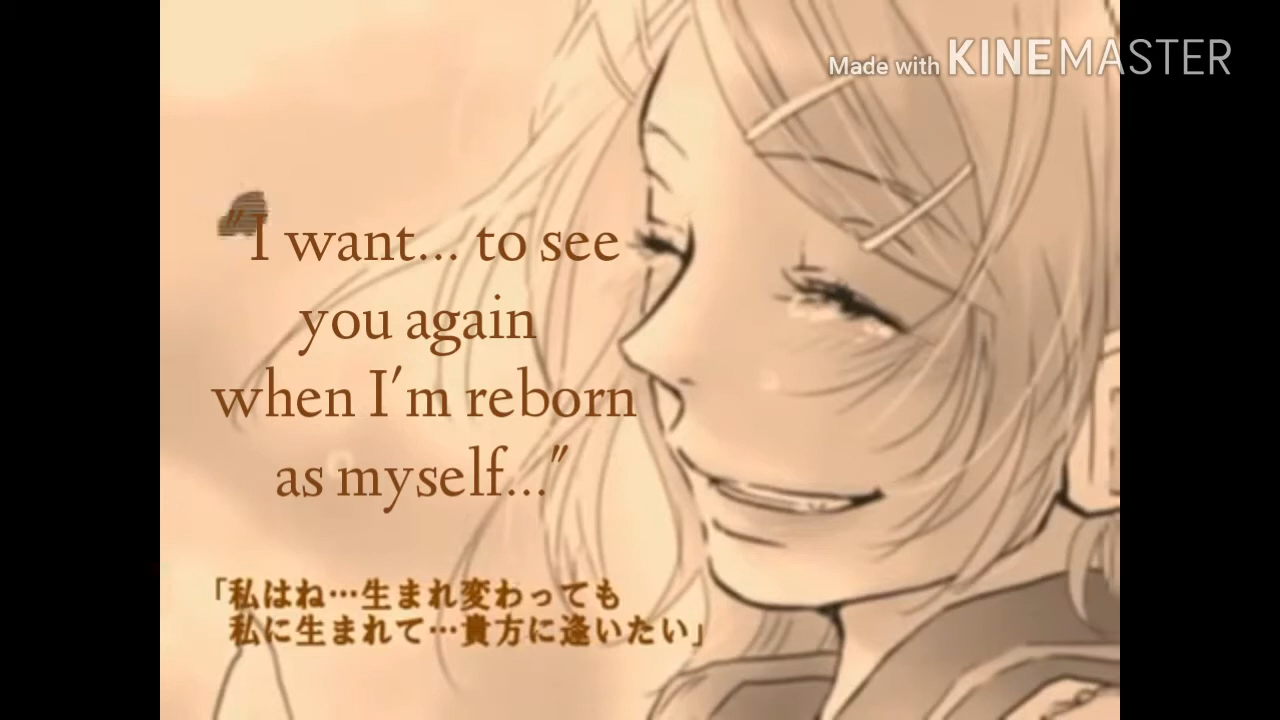 Made with KINEMASTER
"I want... to see
you again
when I'm reborn
as myself..."
「私はね…生まれ変わっても
私に生まれて…貴方に逢いたい」